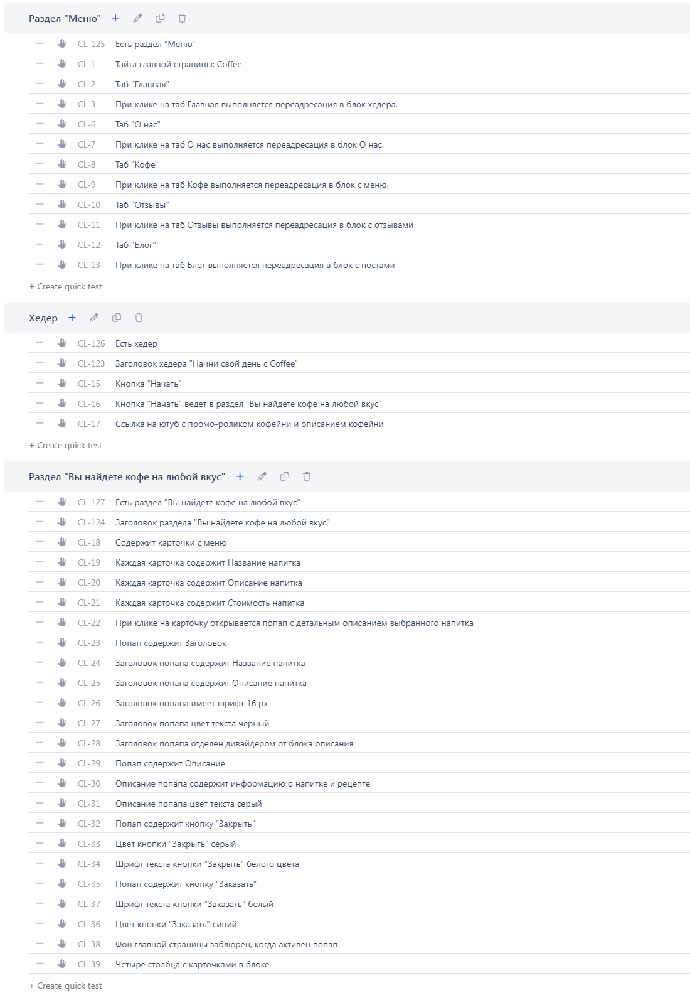 Раздел "Меню"
CL-125 Есть раздел "Меню"
CL-1 Тайтл главной страницы: Coffee
CL-2 Таб "Главная"
CL-3 При клике на таб Главная выполняется переадресация в блок хедера.
CL-6 Таб "О нас"
CL-7 При клике на таб О нас выполняется переадресация в блок О нас.
CL-8 Таб "Кофе"
CL-9 При клике на таб Кофе выполняется переадресация в блок с меню.
CL-10 Таб "Отзывы"
CL-11 При клике на таб Отзывы выполняется переадресация в блок с отзывами
CL-12 Таб "Блог"
CL-13 При клике на таб Блог выполняется переадресация в блок с постами
+ Create quick test
Хедер
CL-126 Есть хедер
CL-123 Заголовок хедера "Начни свой день с Coffee"
CL-15 Кнопка “Начать”
CL-16 Кнопка "Начать" ведет в раздел “Вы найдете кофе на любой вкус”
CL-17 Ссылка на ютуб с промо-роликом кофейни и описанием кофейни
+ Create quick test
Раздел "Вы найдете кофе на любой вкус"
CL-127 Есть раздел "Вы найдете кофе на любой вкус"
CL-124 Заголовок раздела "Вы найдете кофе на любой вкус"
CL-18 Содержит карточки с меню
CL-19 Каждая карточка содержит Название напитка
CL-20 Каждая карточка содержит Описание напитка
CL-21 Каждая карточка содержит Стоимость напитка
CL-22 При клике на карточку открывается попап с детальным описанием выбранного напитка
CL-23 Попап содержит Заголовок
CL-24 Заголовок попапа содержит Название напитка
CL-25 Заголовок попапа содержит Описание напитка
CL-26 Заголовок попапа имеет шрифт 16 px
CL-27 Заголовок попапа цвет текста черный
CL-28 Заголовок попапа отделен дивайдером от блока описания
CL-29 Попап содержит Описание
CL-30 Описание попапа содержит информацию о напитке и рецепте
CL-31 Описание попапа цвет текста серый
CL-32 Попап содержит кнопку “Закрыть”
CL-33 Цвет кнопки "Закрыть" серый
CL-34 Шрифт текста кнопки "Закрыть" белого цвета
CL-35 Попап содержит кнопку “Заказать”
CL-37 Шрифт текста кнопки "Заказать" белый
CL-36 Цвет кнопки "Заказать" синий
CL-38 Фон главной страницы заблюрен, когда активен попап
CL-39 Четыре столбца с карточками в блоке
+ Create quick test